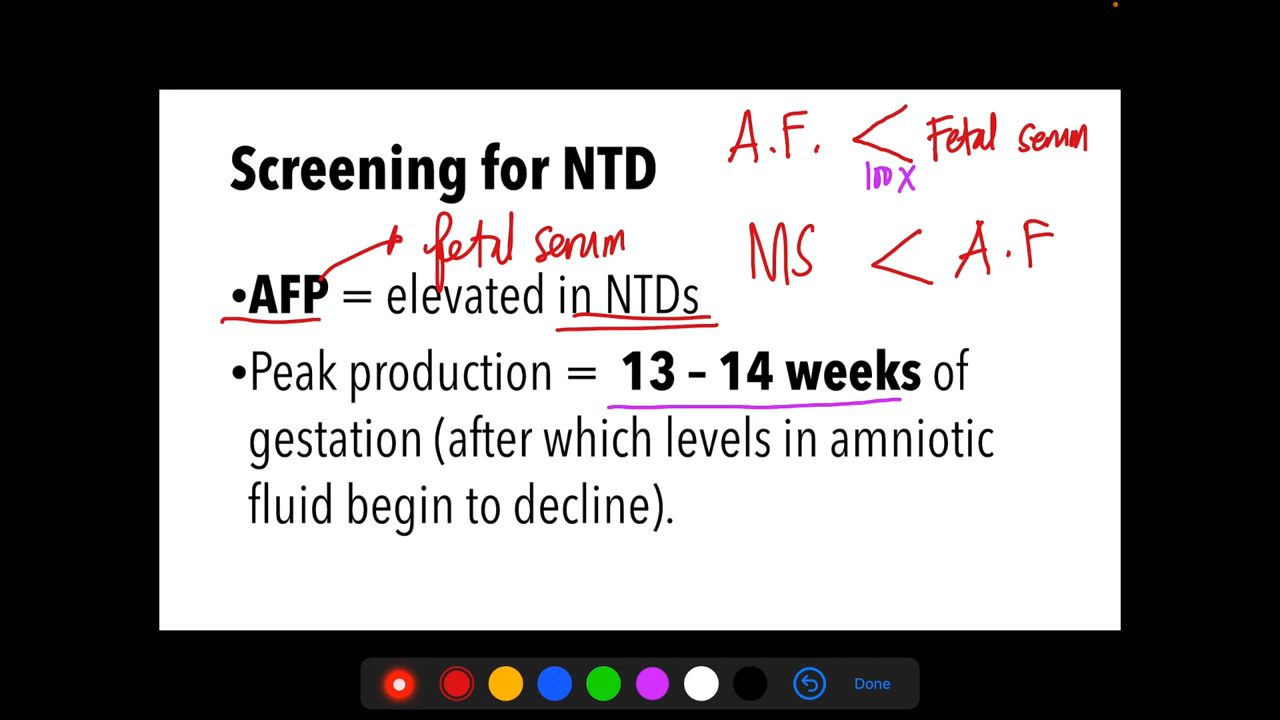 A.F. < Fetal serum
100 X
Screening for NTD
fetal serum
MS < A.F
•AFP = elevated in NTDs
•Peak production = 13 – 14 weeks of
gestation (after which levels in amniotic
fluid begin to decline).
Done